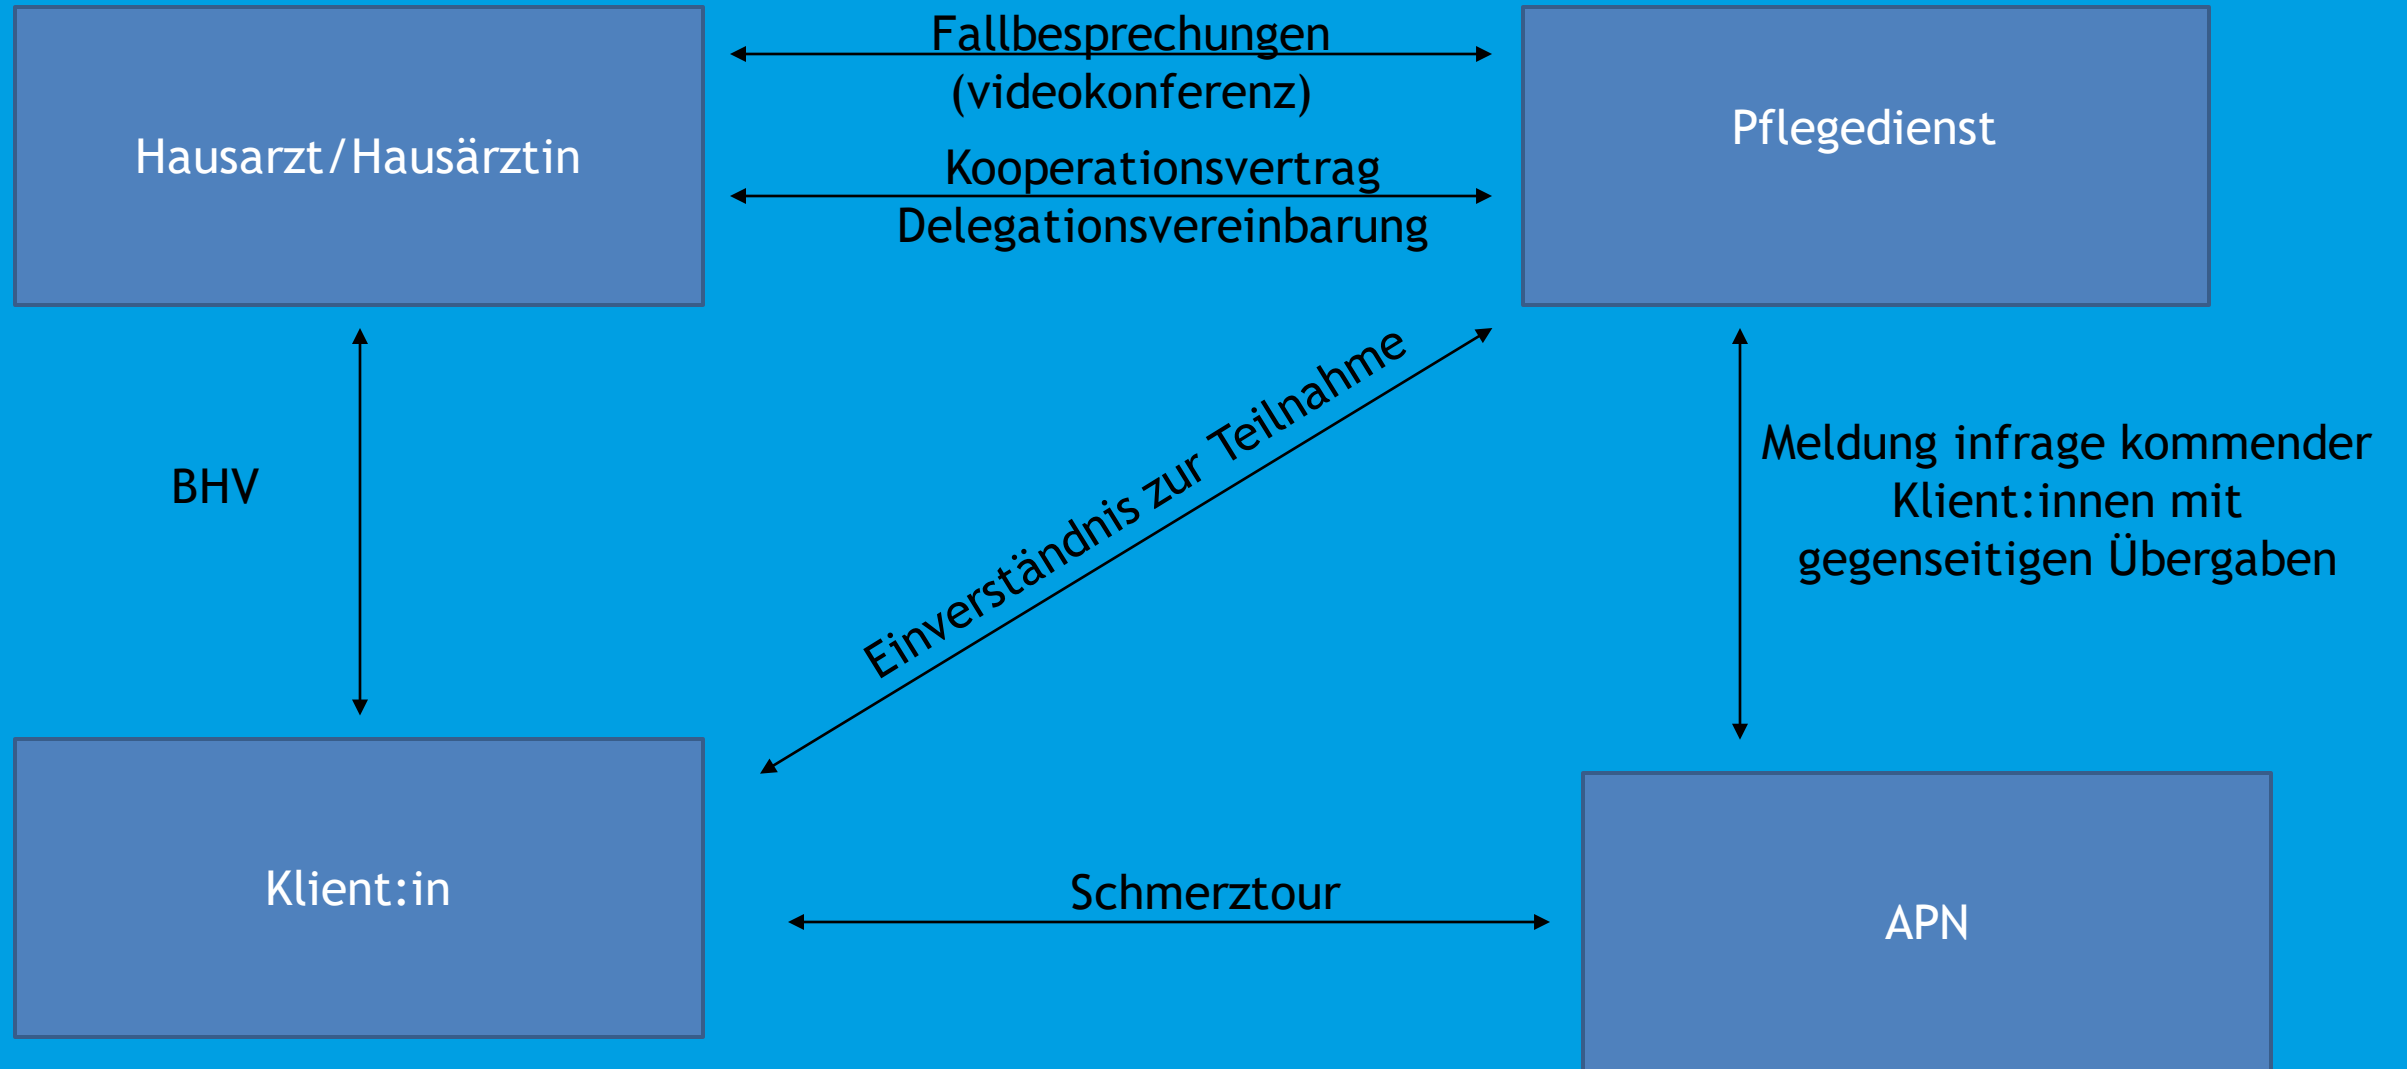 Fallbesprechungen
(videokonferenz)
Hausarzt/Hausärztin
Pflegedienst
Kooperationsvertrag
Delegationsvereinbarung
Einverständnis zur Teilnahme
BHV
Meldung infrage kommender
Klient:innen mit
gegenseitigen Übergaben
Klient:in
Schmerztour
APN